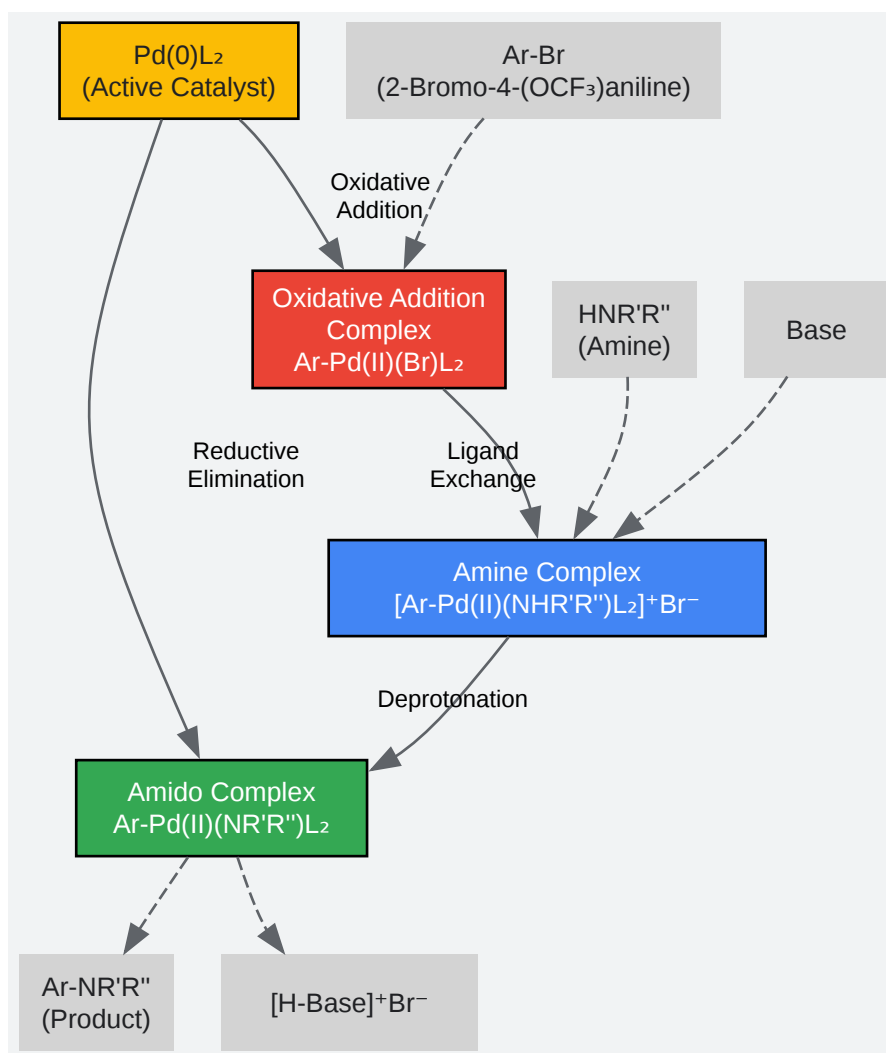 Pd(0)L₂
(Active Catalyst)
Ar-Br
(2-Bromo-4-(OCF₃)aniline)
Oxidative
Addition
Oxidative Addition
Complex
Ar-Pd(II)(Br)L₂
HNR'R"
(Amine)
Base
Reductive
Elimination
Ligand
Exchange
Amine Complex
[Ar-Pd(II)(NHR'R")L₂]⁺Br⁻
Deprotonation
Amido Complex
Ar-Pd(II)(NR'R")L₂
Ar-NR'R"
(Product)
[H-Base]⁺Br⁻